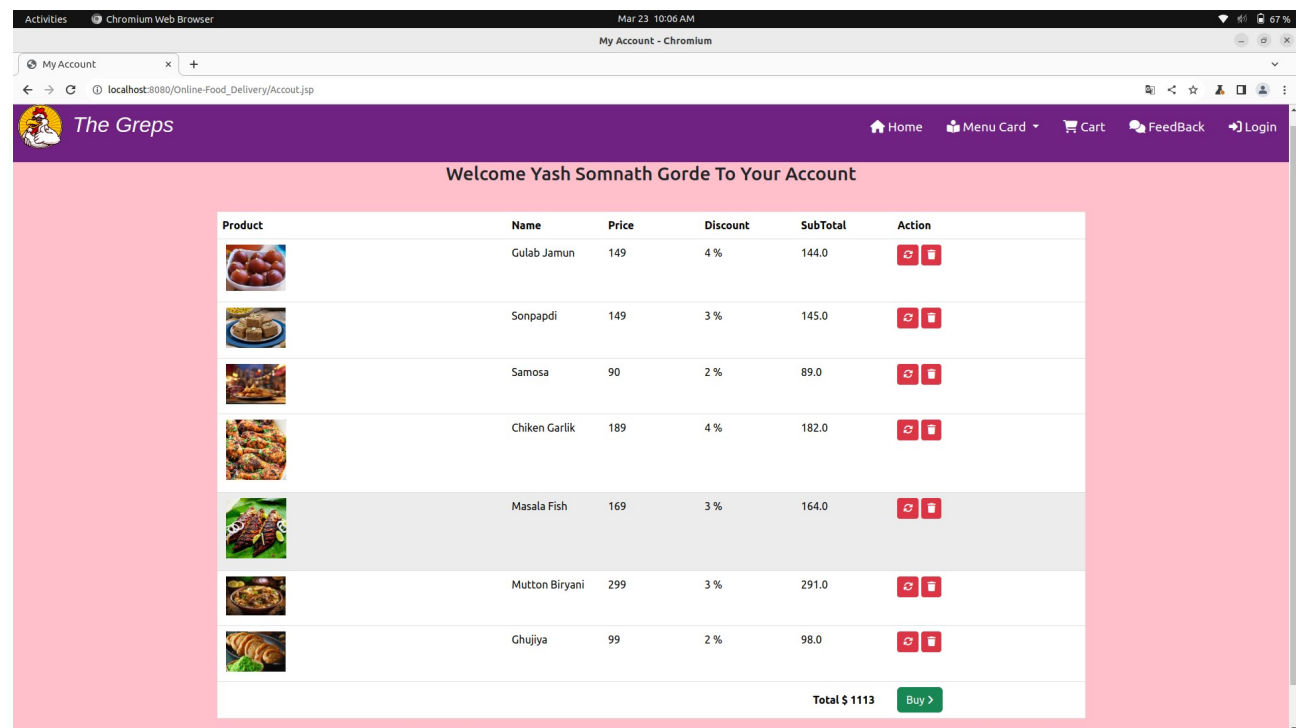 Activities Chromium Web Browser Mar 23 10:06 AM 67 %
My Account - Chromium
My Account
localhost:8080/Online-Food_Delivery/Accout.jsp
The Greps Home Menu Card Cart FeedBack Login
Welcome Yash Somnath Gorde To Your Account
Product Name Price Discount SubTotal Action
Gulab Jamun 149 4 % 144.0
Sonpapdi 149 3 % 145.0
Samosa 90 2 % 89.0
Chiken Garlik 189 4 % 182.0
Masala Fish 169 3 % 164.0
Mutton Biryani 299 3 % 291.0
Ghujiya 99 2 % 98.0
Total $ 1113 Buy